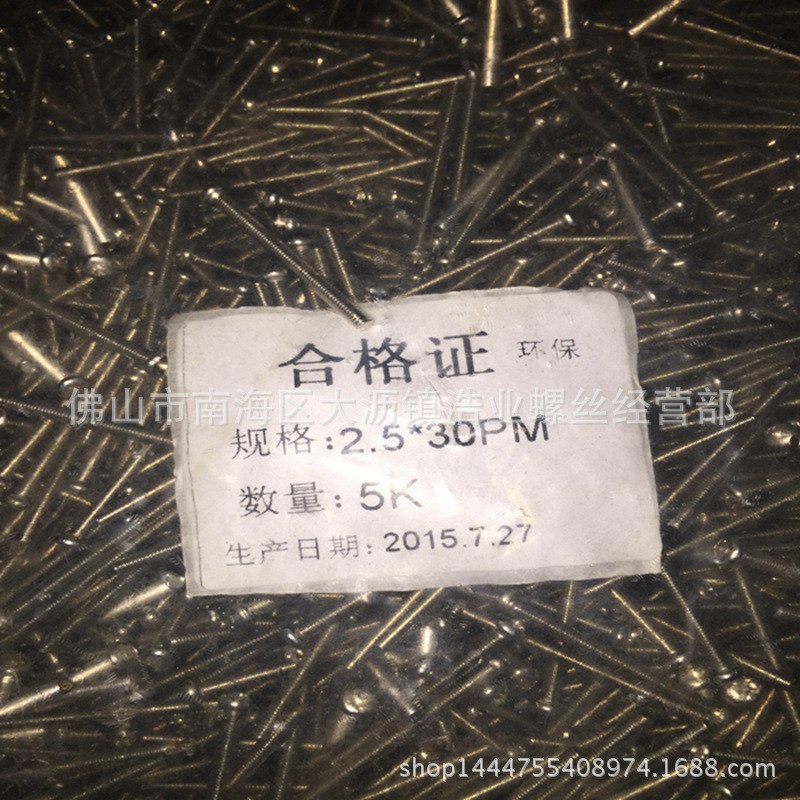 合格证 环保
佛山市南海区大沥镇浩业螺丝经营部
规格:2.5*30PM
数量:5K
生产日期:2015.7.27
shop1444755408974.1688.com